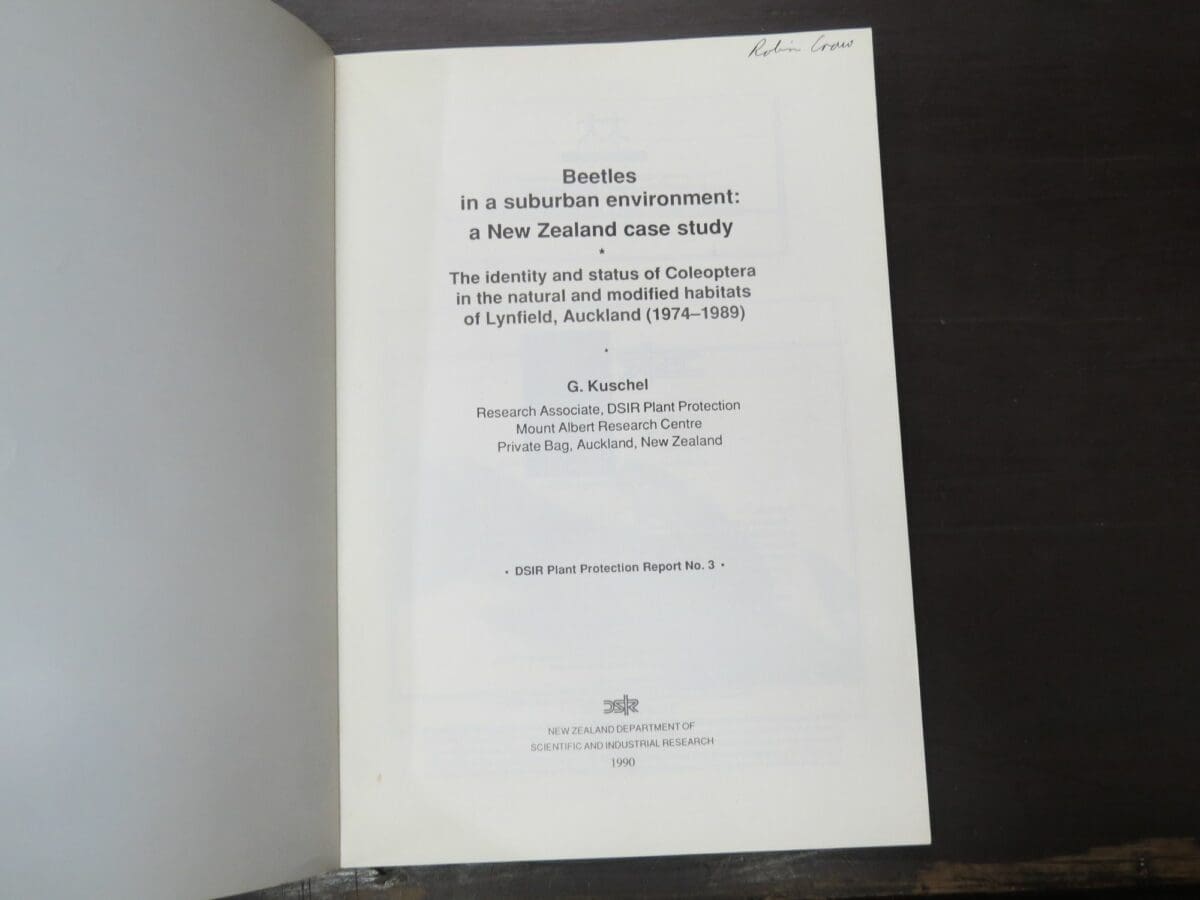 Robin Craw
Beetles
in a suburban environment:
a New Zealand case study
*
The identity and status of Coleoptera
in the natural and modified habitats
of Lynfield, Auckland (1974–1989)
•
G. Kuschel
Research Associate, DSIR Plant Protection
Mount Albert Research Centre
Private Bag, Auckland, New Zealand
• DSIR Plant Protection Report No. 3 •
DSIR
NEW ZEALAND DEPARTMENT OF
SCIENTIFIC AND INDUSTRIAL RESEARCH
1990